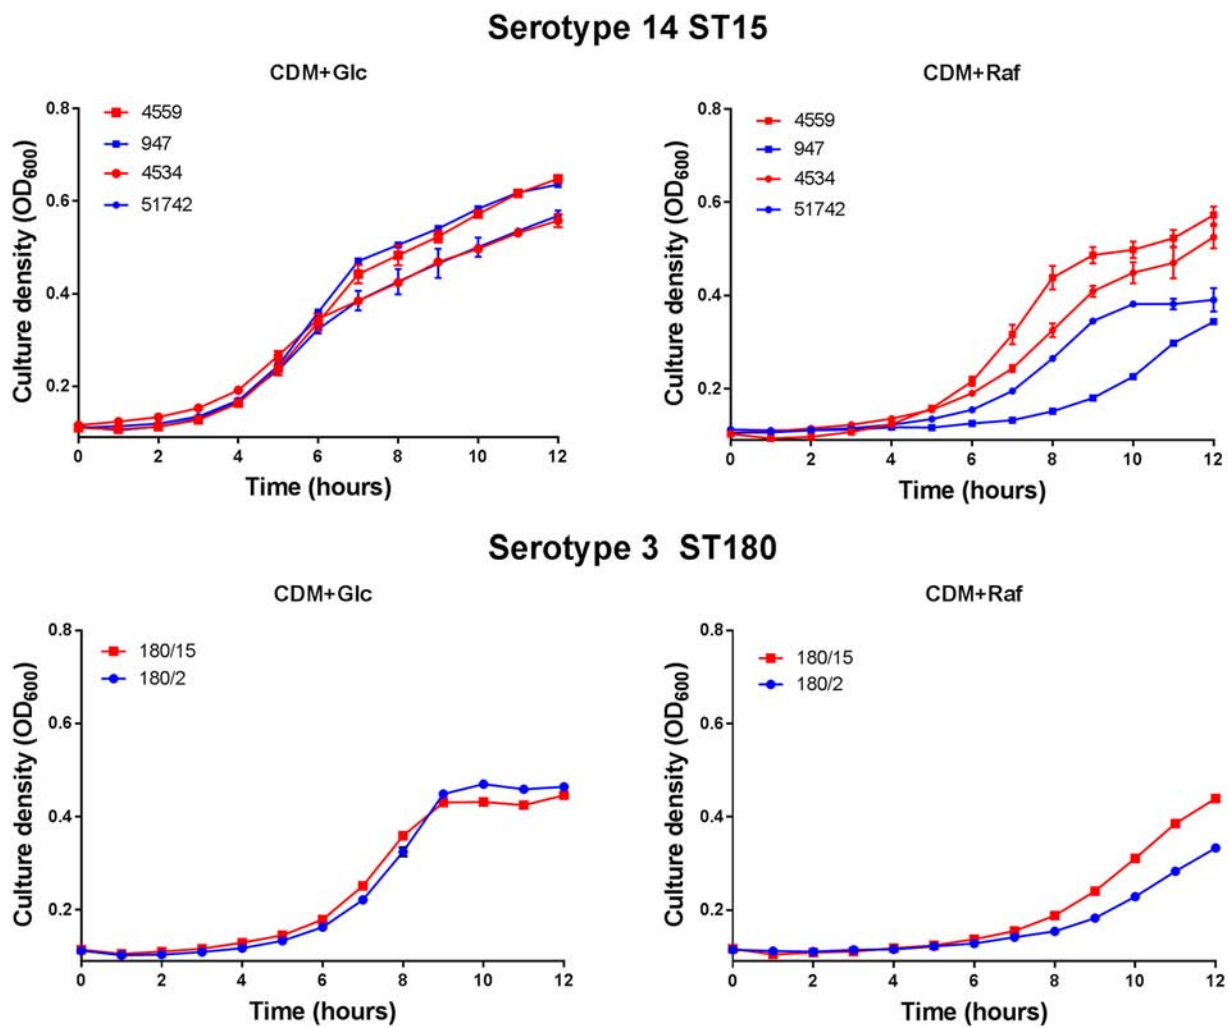 Serotype 14 ST15
CDM+Glc
4559
947
4534
51742
0.8
0.6
0.4
0.2
Culture density (OD600)
0 2 4 6 8 10 12
Time (hours)
CDM+Raf
4559
947
4534
51742
0.8
0.6
0.4
0.2
Culture density (OD600)
0 2 4 6 8 10 12
Time (hours)
Serotype 3 ST180
CDM+Glc
180/15
180/2
0.8
0.6
0.4
0.2
Culture density (OD600)
0 2 4 6 8 10 12
Time (hours)
CDM+Raf
180/15
180/2
0.8
0.6
0.4
0.2
Culture density (OD600)
0 2 4 6 8 10 12
Time (hours)